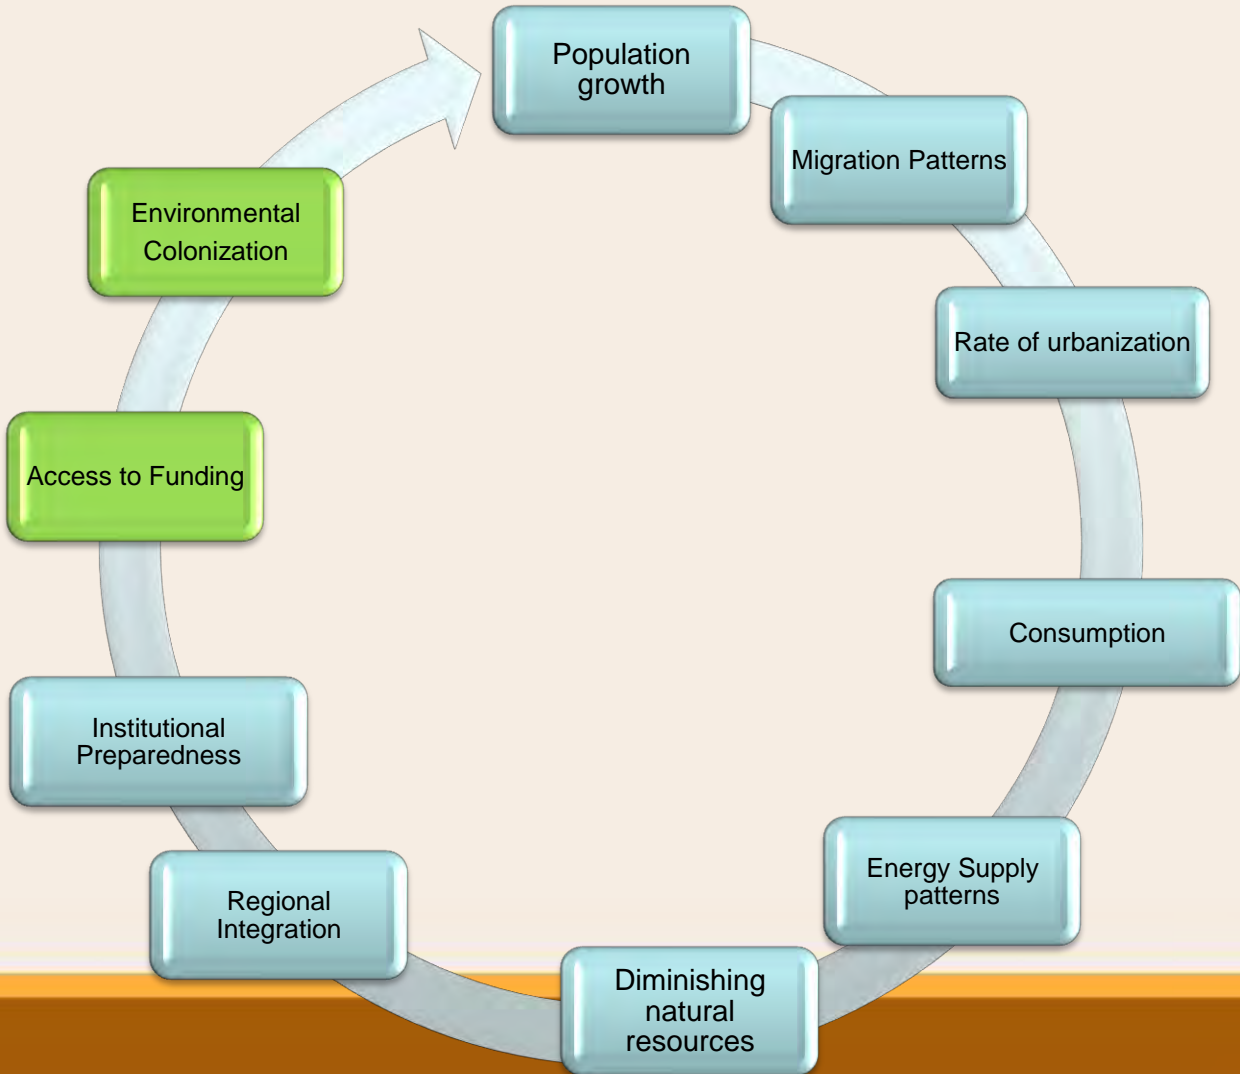 Population
growth
Migration Patterns
Rate of urbanization
Consumption
Energy Supply
patterns
Diminishing
natural
resources
Regional
Integration
Institutional
Preparedness
Access to Funding
Environmental
Colonization